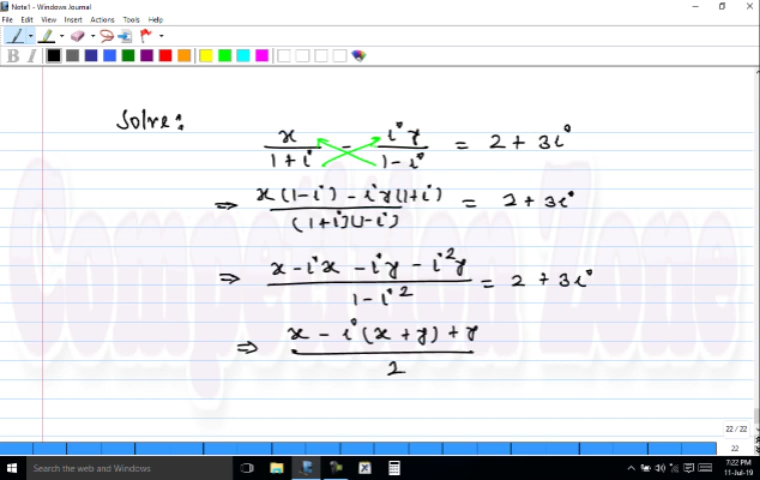 Note1 - Windows Journal
File Edit View Insert Actions Tools Help
B I
Solve:
x/(1+i) - iy/(1-i) = 2 + 3i
⇒ (x(1-i) - iy(1+i))/((1+i)(1-i)) = 2 + 3i
⇒ (x - ix - iy - i²y)/(1 - i²) = 2 + 3i
⇒ (x - i(x + y) + y)/2
Competition Zone
22 / 22
22
Search the web and Windows
7:22 PM
11-Jul-19